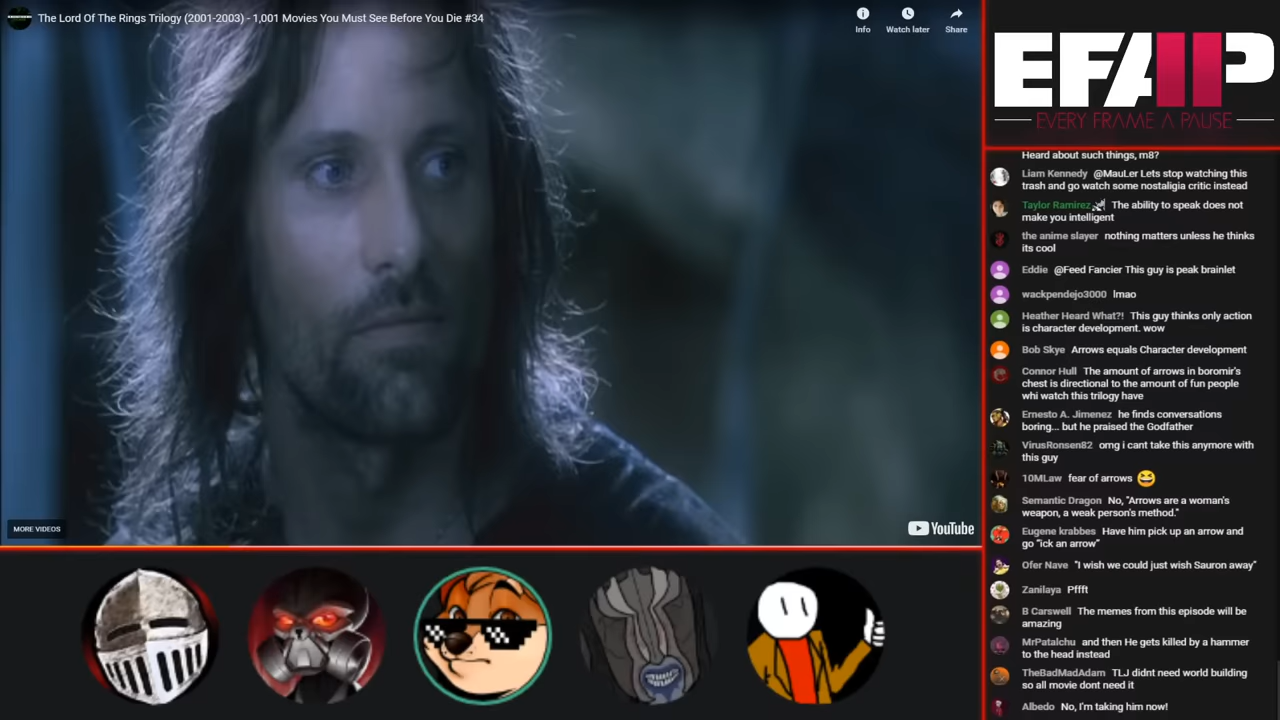 The Lord Of The Rings Trilogy (2001-2003) - 1,001 Movies You Must See Before You Die #34
Info
Watch later
Share
MORE VIDEOS
YouTube
EFAP
EVERY FRAME A PAUSE
Heard about such things, m8?
Liam Kennedy @MauLer Lets stop watching this
trash and go watch some nostaligia critic instead
Taylor Ramirez The ability to speak does not
make you intelligent
the anime slayer nothing matters unless he thinks
its cool
Eddie @Feed Fancier This guy is peak brainlet
wackpendejo3000 lmao
Heather Heard What?! This guy thinks only action
is character development. wow
Bob Skye Arrows equals Character development
Connor Hull The amount of arrows in boromir's
chest is directional to the amount of fun people
whi watch this trilogy have
Ernesto A. Jimenez he finds conversations
boring... but he praised the Godfather
VirusRonsen82 omg i cant take this anymore with
this guy
10MLaw fear of arrows
Semantic Dragon No, "Arrows are a woman's
weapon, a weak person's method."
Eugene krabbes Have him pick up an arrow and
go "ick an arrow"
Ofer Nave "I wish we could just wish Sauron away"
Zanilaya Pffft
B Carswell The memes from this episode will be
amazing
MrPatalchu and then He gets killed by a hammer
to the head instead
TheBadMadAdam TLJ didnt need world building
so all movie dont need it
Albedo No, I'm taking him now!